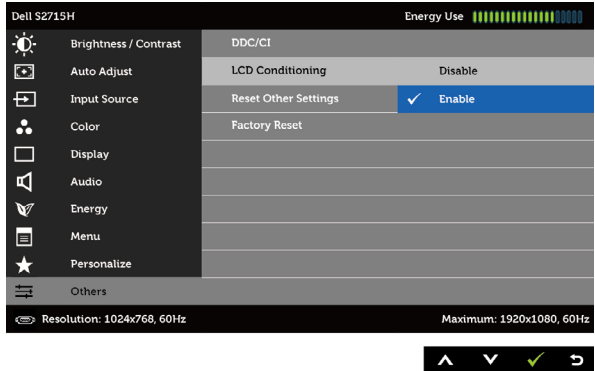 Dell S2715H Energy Use
Brightness / Contrast DDC/CI
Auto Adjust LCD Conditioning Disable
Input Source Reset Other Settings Enable
Color Factory Reset
Display
Audio
Energy
Menu
Personalize
Others
Resolution: 1024x768, 60Hz Maximum: 1920x1080, 60Hz